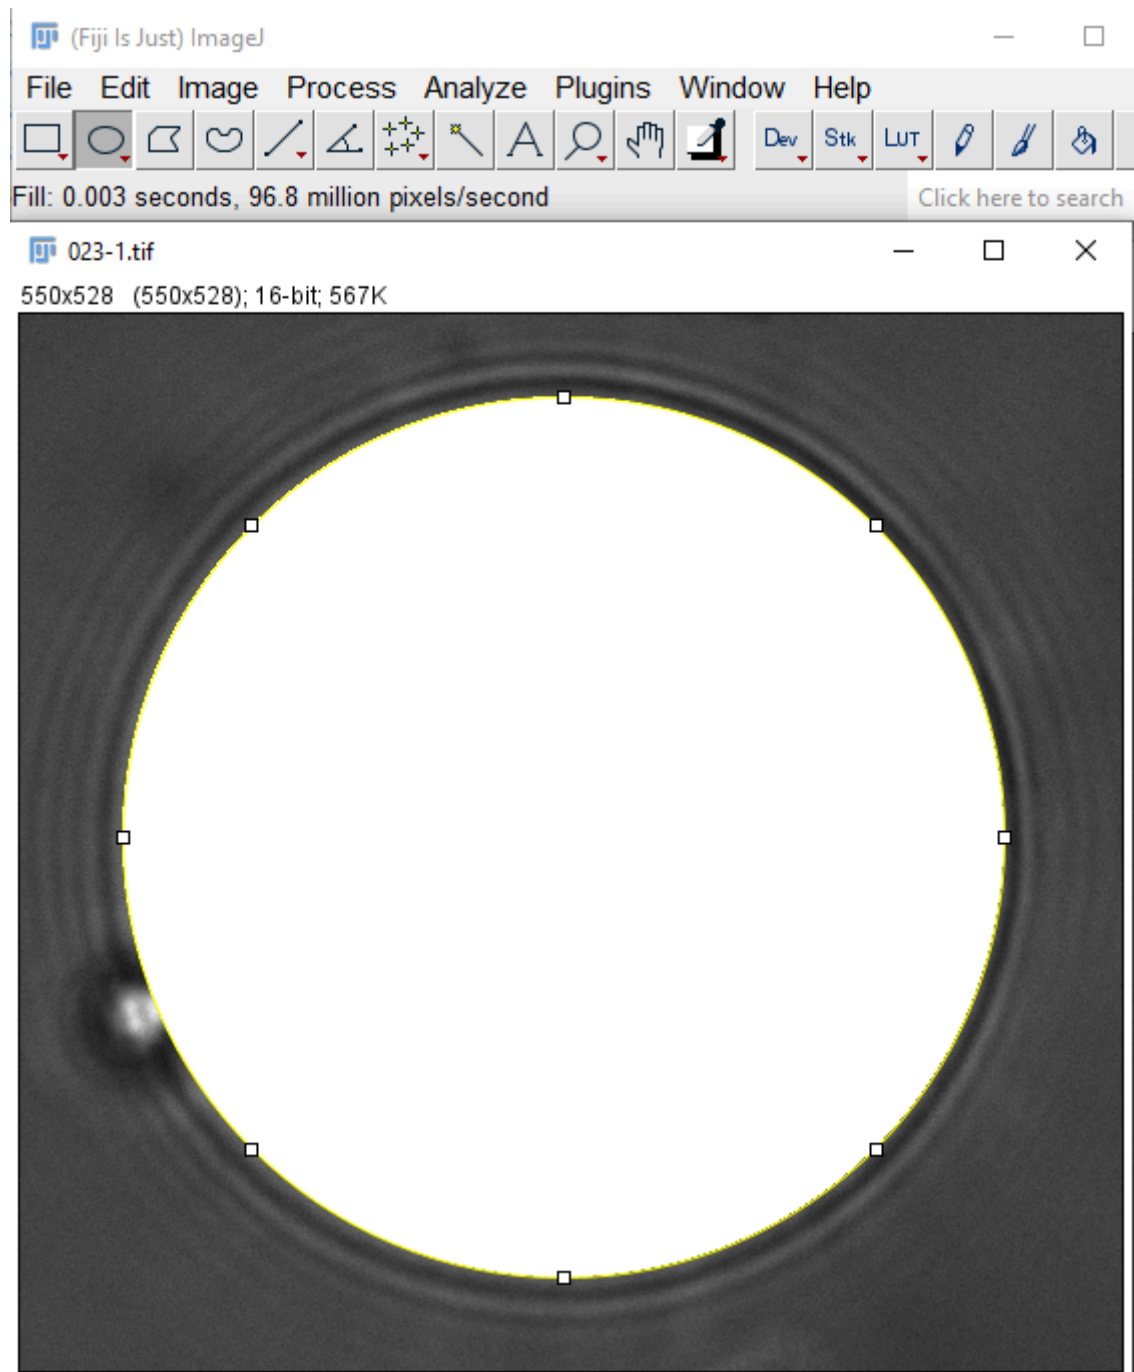 (Fiji Is Just) ImageJ
File Edit Image Process Analyze Plugins Window Help
Dev Stk LUT
Fill: 0.003 seconds, 96.8 million pixels/second Click here to search
023-1.tif
550x528 (550x528); 16-bit; 567K